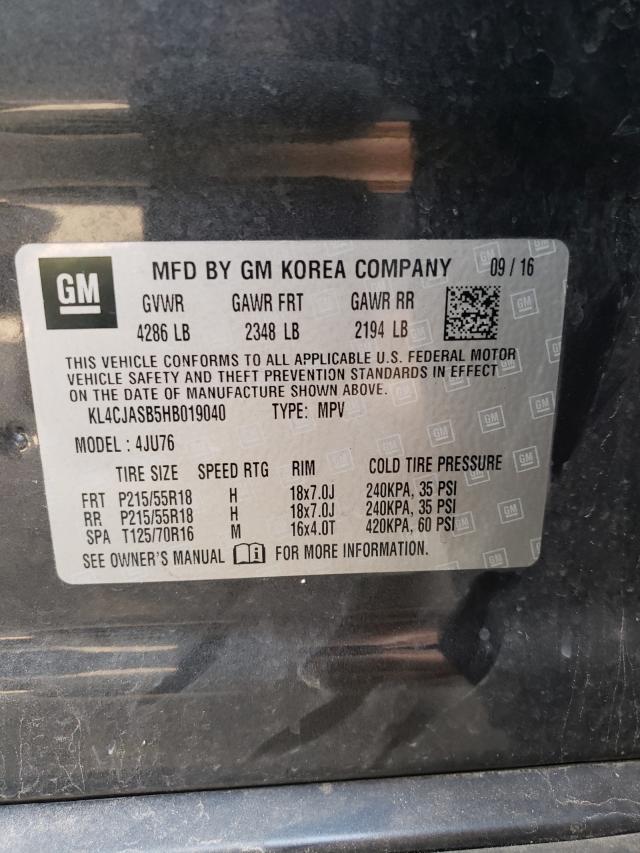 GM MFD BY GM KOREA COMPANY 09 / 16
GVWR GAWR FRT GAWR RR
4286 LB 2348 LB 2194 LB
THIS VEHICLE CONFORMS TO ALL APPLICABLE U.S. FEDERAL MOTOR
VEHICLE SAFETY AND THEFT PREVENTION STANDARDS IN EFFECT
ON THE DATE OF MANUFACTURE SHOWN ABOVE.
KL4CJASB5HB019040 TYPE: MPV
MODEL : 4JU76
TIRE SIZE SPEED RTG RIM COLD TIRE PRESSURE
FRT P215/55R18 H 18x7.0J 240KPA, 35 PSI
RR P215/55R18 H 18x7.0J 240KPA, 35 PSI
SPA T125/70R16 M 16x4.0T 420KPA, 60 PSI
SEE OWNER'S MANUAL FOR MORE INFORMATION.